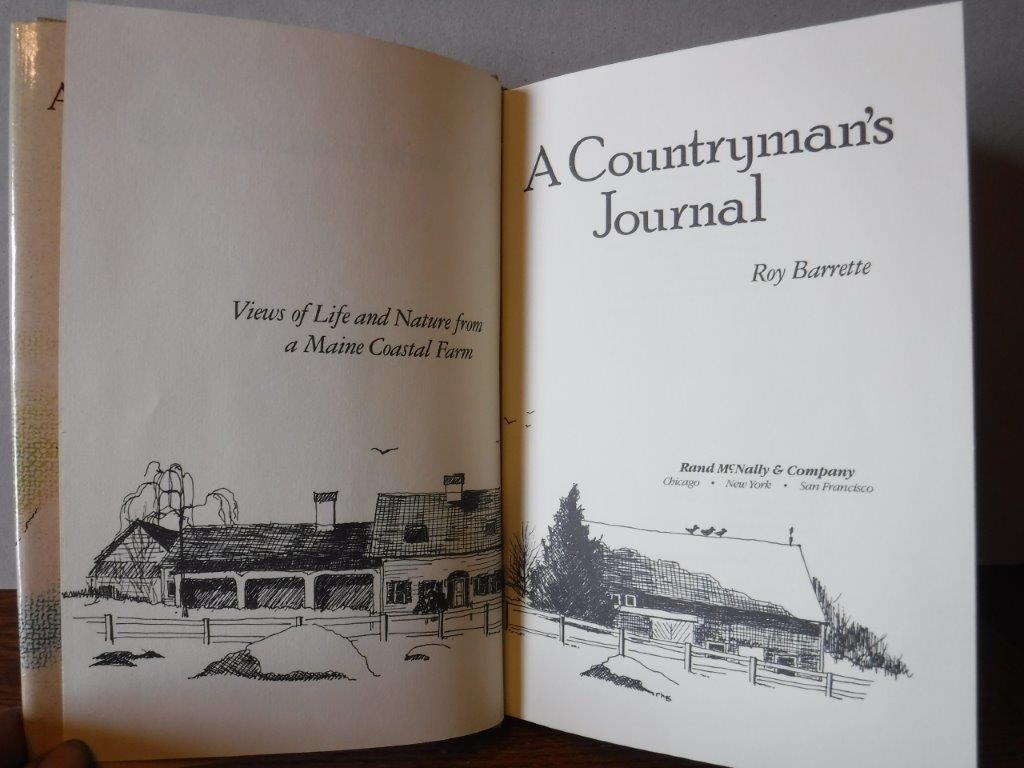 A
Views of Life and Nature from
a Maine Coastal Farm
A Countryman's
Journal
Roy Barrette
Rand McNally & Company
Chicago • New York • San Francisco